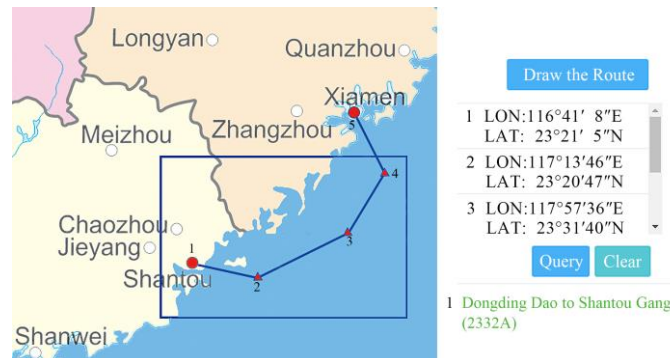 Longyan
Quanzhou
Xiamen
5
Meizhou
Zhangzhou
4
Chaozhou
3
Jieyang
1
Shantou
2
Shanwei
Draw the Route
1 LON:116°41′ 8″E
LAT: 23°21′ 5″N
2 LON:117°13′46″E
LAT: 23°20′47″N
3 LON:117°57′36″E
LAT: 23°31′40″N
Query Clear
1 Dongding Dao to Shantou Gang
(2332A)